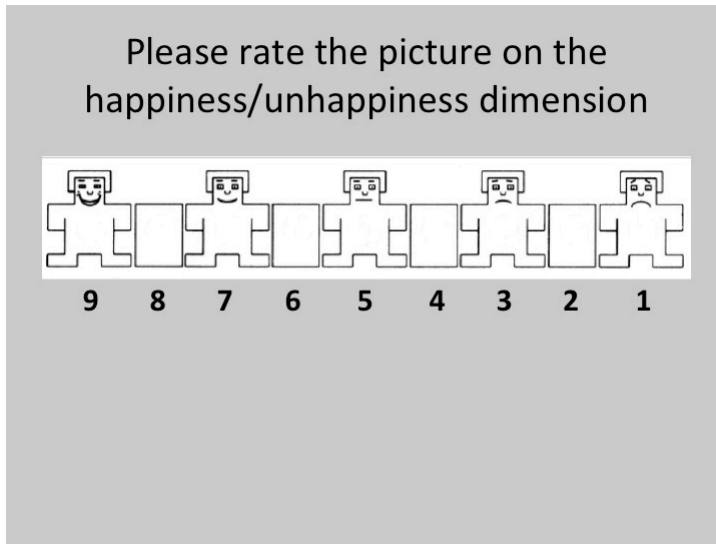 Please rate the picture on the
happiness/unhappiness dimension
9 8 7 6 5 4 3 2 1